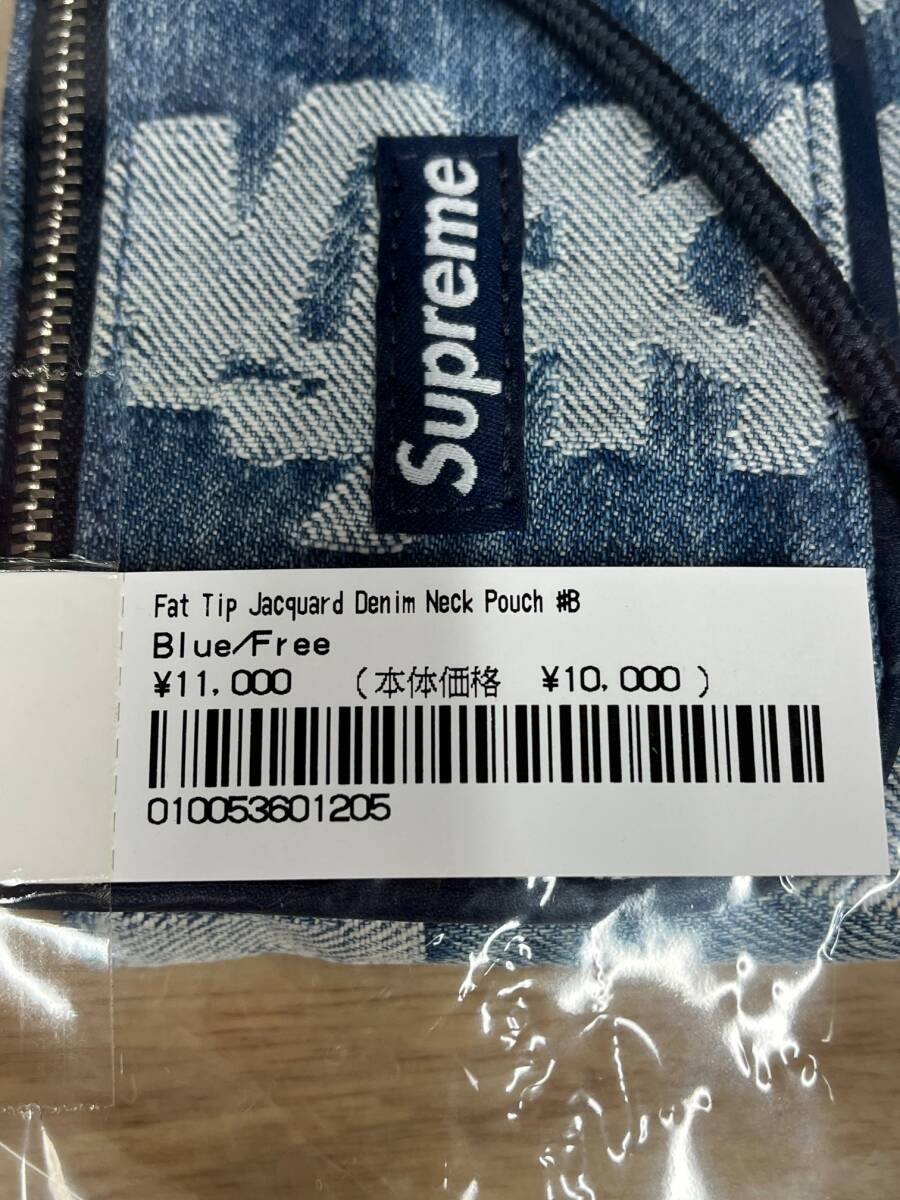 Supreme
Fat Tip Jacquard Denim Neck Pouch #B
Blue/Free
¥11,000 (本体価格 ¥10,000)
010053601205